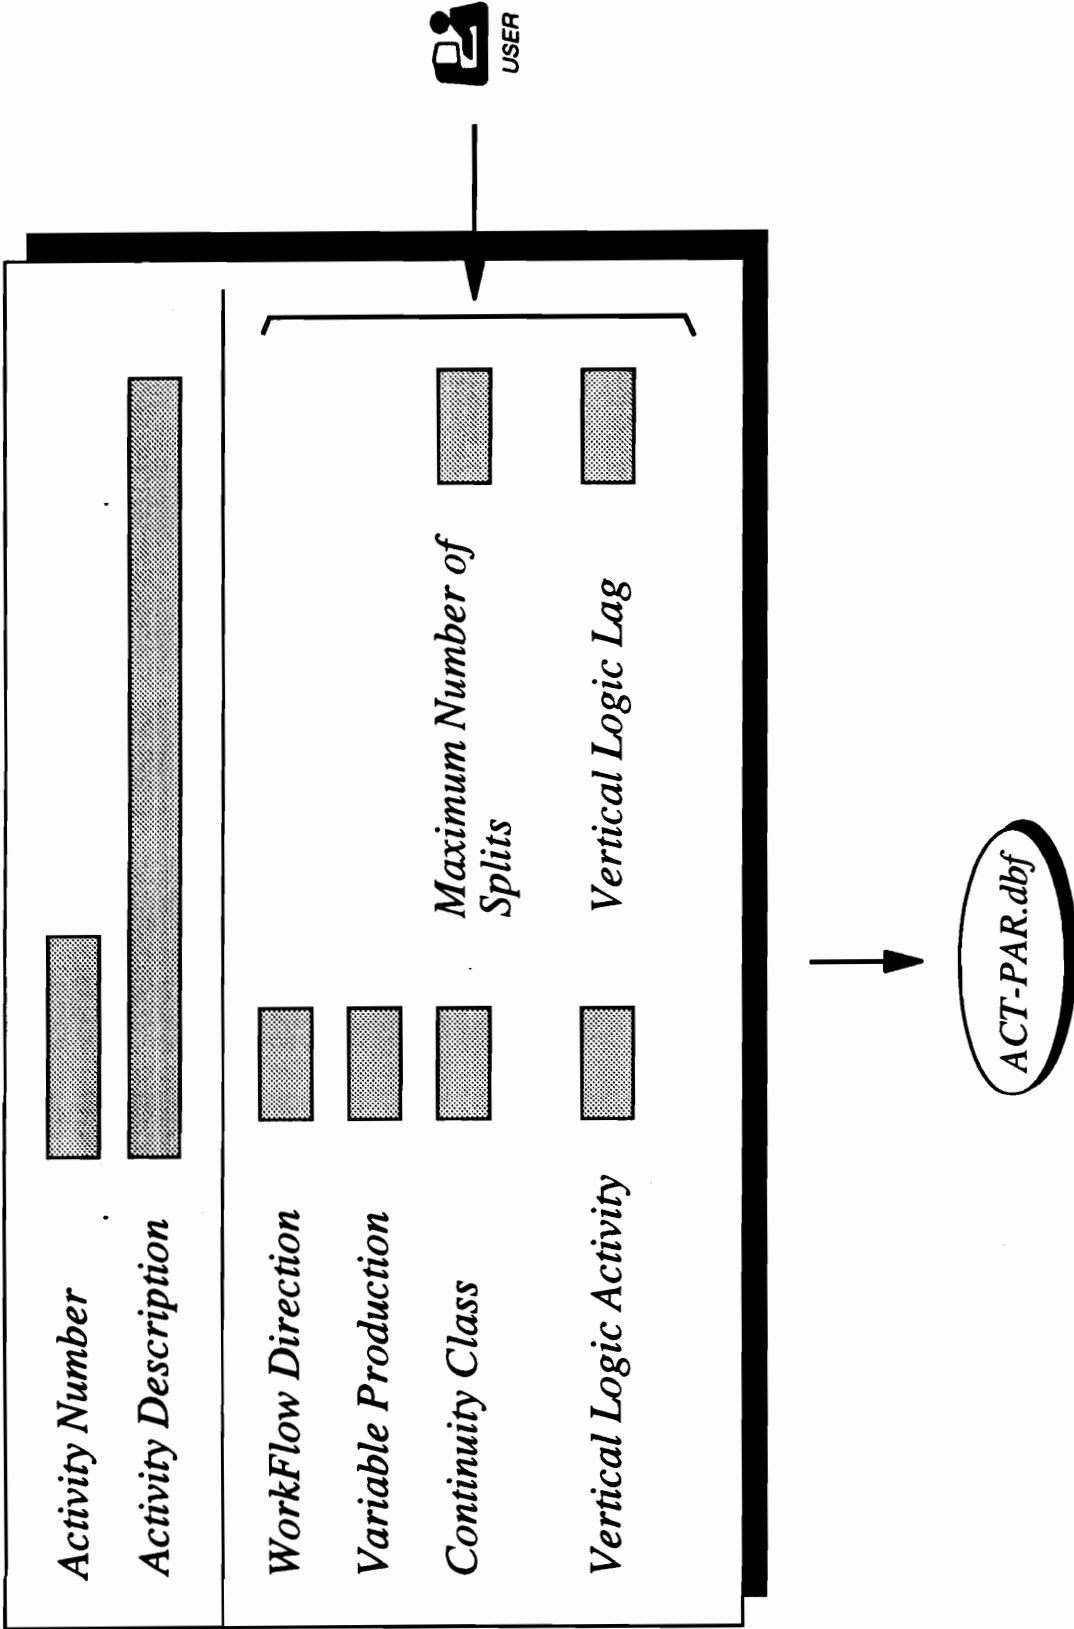 Activity Number
Activity Description
WorkFlow Direction
Variable Production
Continuity Class
Maximum Number of
Splits
Vertical Logic Activity
Vertical Logic Lag
USER
ACT-PAR.dbf